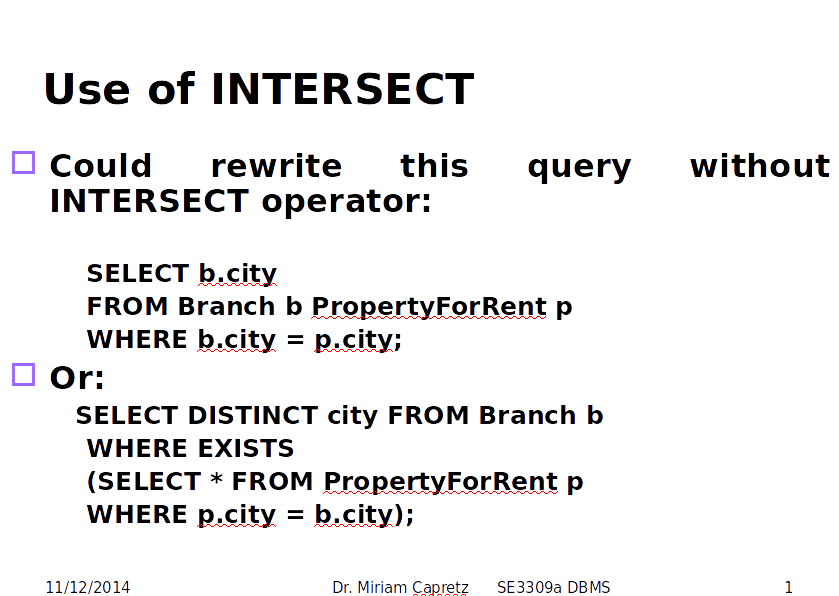 Use of INTERSECT
Could rewrite this query without
INTERSECT operator:
SELECT b.city
FROM Branch b PropertyForRent p
WHERE b.city = p.city;
Or:
SELECT DISTINCT city FROM Branch b
WHERE EXISTS
(SELECT * FROM PropertyForRent p
WHERE p.city = b.city);
11/12/2014 Dr. Miriam Capretz SE3309a DBMS 1